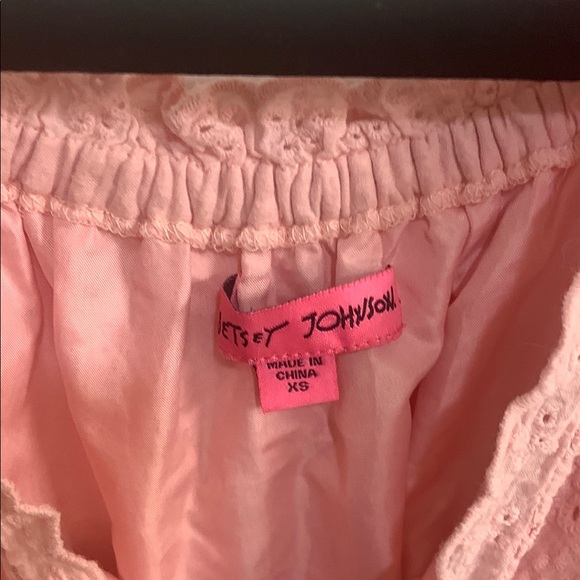 BETSEY JOHNSON.
MADE IN
CHINA
XS